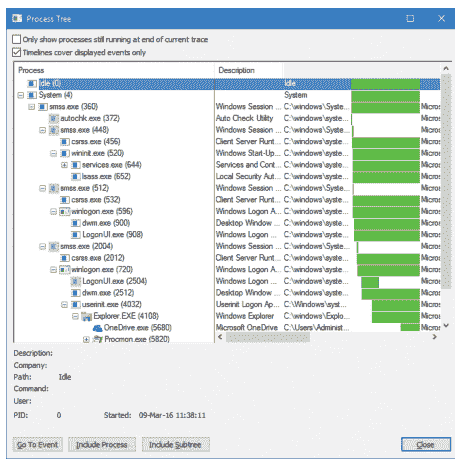 Process Tree
Only show processes still running at end of current trace
Timelines cover displayed events only
Process Description
Idle (0) Idle
System (4) System
smss.exe (360) Windows Session ... C:\windows\Syste... Micros
autochk.exe (372) Auto Check Utility C:\windows\syste... Micros
smss.exe (448) Windows Session ... C:\windows\System... Micros
csrss.exe (456) Client Server Runt... C:\windows\syste... Micros
wininit.exe (520) Windows Start-Up... C:\windows\syste... Micros
services.exe (644) Services and Cont... C:\windows\syste... Micros
lsass.exe (652) Local Security Aut... C:\windows\syste... Micros
smss.exe (512) Windows Session ... C:\windows\System... Micros
csrss.exe (532) Client Server Runt... C:\windows\syste... Micros
winlogon.exe (596) Windows Logon A... C:\windows\syste... Micros
dwm.exe (900) Desktop Window ... C:\windows\syste... Micros
LogonUI.exe (908) Windows Logon ... C:\windows\syste... Micros
smss.exe (2004) Windows Session ... C:\windows\System... Micros
csrss.exe (2012) Client Server Runt... C:\windows\syste... Micros
winlogon.exe (720) Windows Logon A... C:\windows\syste... Micros
LogonUI.exe (2504) Windows Logon ... C:\windows\syste... Micros
dwm.exe (2512) Desktop Window ... C:\windows\syste... Micros
userinit.exe (4032) Userinit Logon Ap... C:\Windows\syst... Micros
Explorer.EXE (4108) Windows Explorer C:\windows\Explo... Micros
OneDrive.exe (5680) Microsoft OneDrive C:\Users\Administ... Micros
Procmon.exe (5820)
Description:
Company:
Path: Idle
Command:
User:
PID: 0 Started: 09-Mar-16 11:38:11
Go To Event Include Process Include Subtree Close